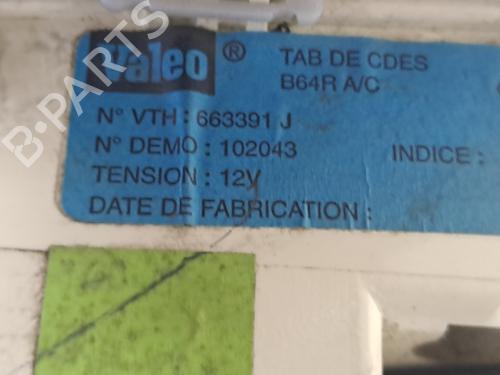 Valeo ® TAB DE CDES
B64R A/C
N° VTH : 663391 J
N° DEMO : 102043 INDICE :
TENSION : 12V
DATE DE FABRICATION :
B-PARTS